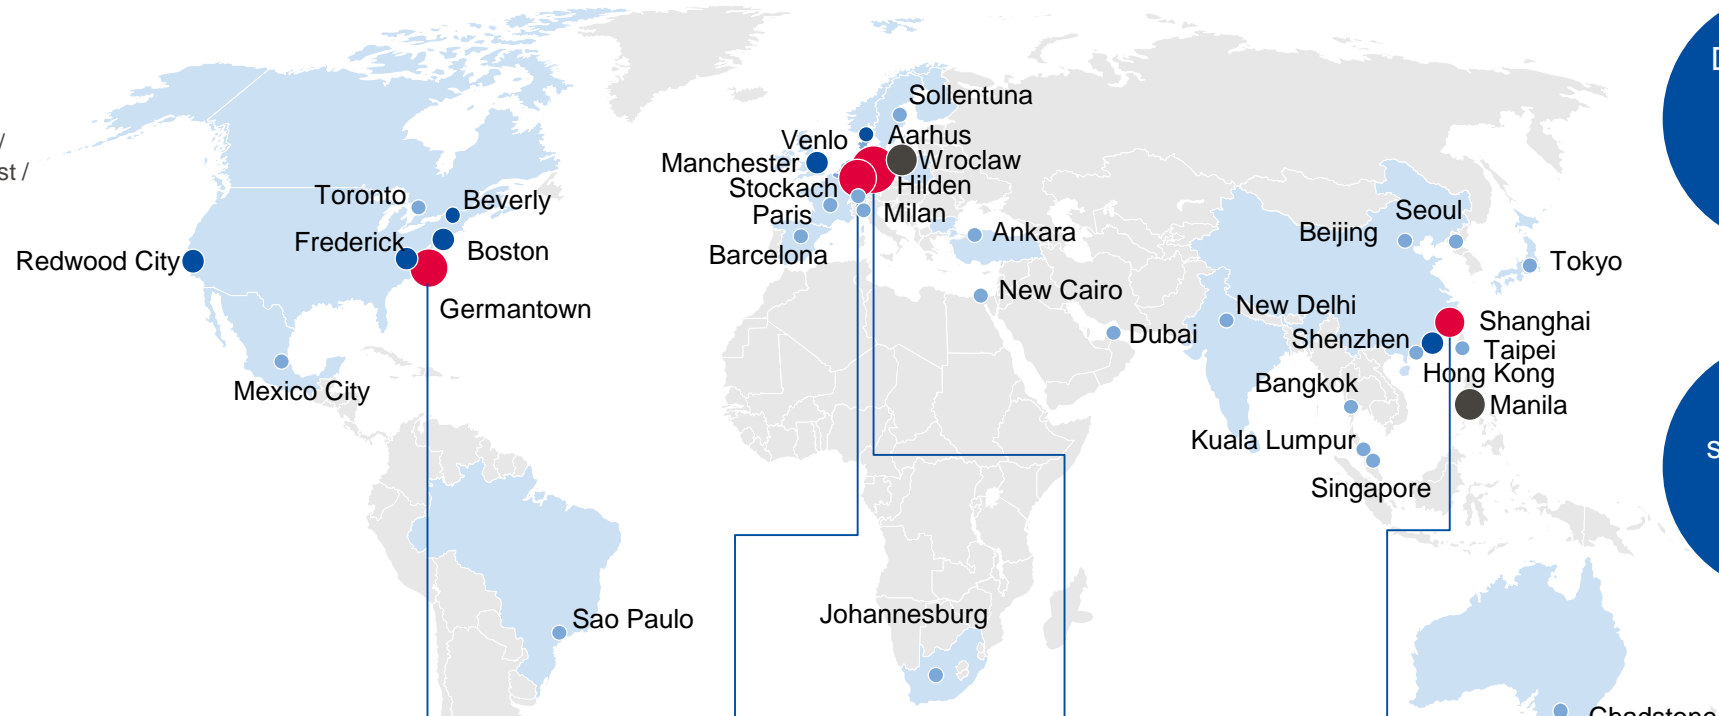 /
st /
D
Sollentuna
Venlo
Aarhus
Manchester
Wroclaw
Stockach
Hilden
Paris
Milan
Barcelona
Ankara
Toronto
Beverly
Frederick
Boston
Redwood City
Germantown
Mexico City
New Cairo
Dubai
New Delhi
Seoul
Beijing
Tokyo
Shanghai
Shenzhen
Taipei
Hong Kong
Bangkok
Manila
Kuala Lumpur
Singapore
s
Sao Paulo
Johannesburg
Chadstone